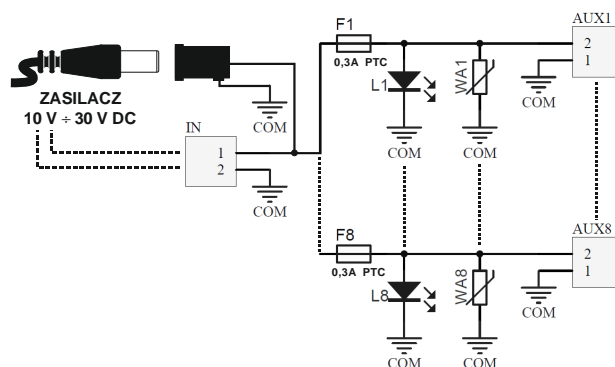 AUX1
F1
2
0,3A PTC
1
L1
WA1
ZASILACZ
10 V ÷ 30 V DC
COM
COM
COM
COM
IN
1
2
COM
AUX8
F8
2
0,3A PTC
1
L8
WA8
COM
COM
COM